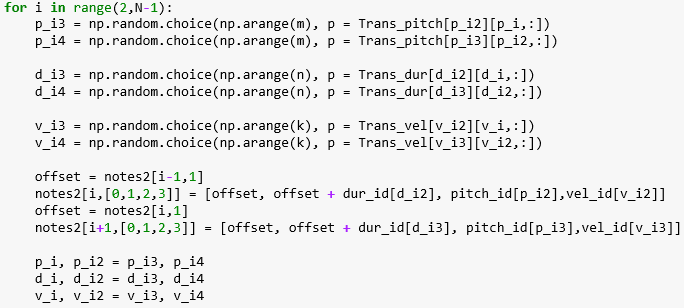 for i in range(2,N-1):
    p_i3 = np.random.choice(np.arange(m), p = Trans_pitch[p_i2][p_i,:])
    p_i4 = np.random.choice(np.arange(m), p = Trans_pitch[p_i3][p_i2,:])

    d_i3 = np.random.choice(np.arange(n), p = Trans_dur[d_i2][d_i,:])
    d_i4 = np.random.choice(np.arange(n), p = Trans_dur[d_i3][d_i2,:])

    v_i3 = np.random.choice(np.arange(k), p = Trans_vel[v_i2][v_i,:])
    v_i4 = np.random.choice(np.arange(k), p = Trans_vel[v_i3][v_i2,:])

    offset = notes2[i-1,1]
    notes2[i,[0,1,2,3]] = [offset, offset + dur_id[d_i2], pitch_id[p_i2],vel_id[v_i2]]
    offset = notes2[i,1]
    notes2[i+1,[0,1,2,3]] = [offset, offset + dur_id[d_i3], pitch_id[p_i3],vel_id[v_i3]]

    p_i, p_i2 = p_i3, p_i4
    d_i, d_i2 = d_i3, d_i4
    v_i, v_i2 = v_i3, v_i4